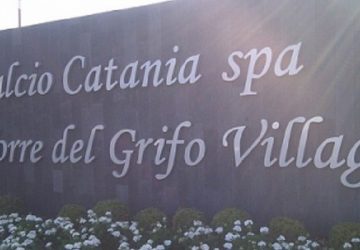 alcio Catania spa
orre del Grifo Villag